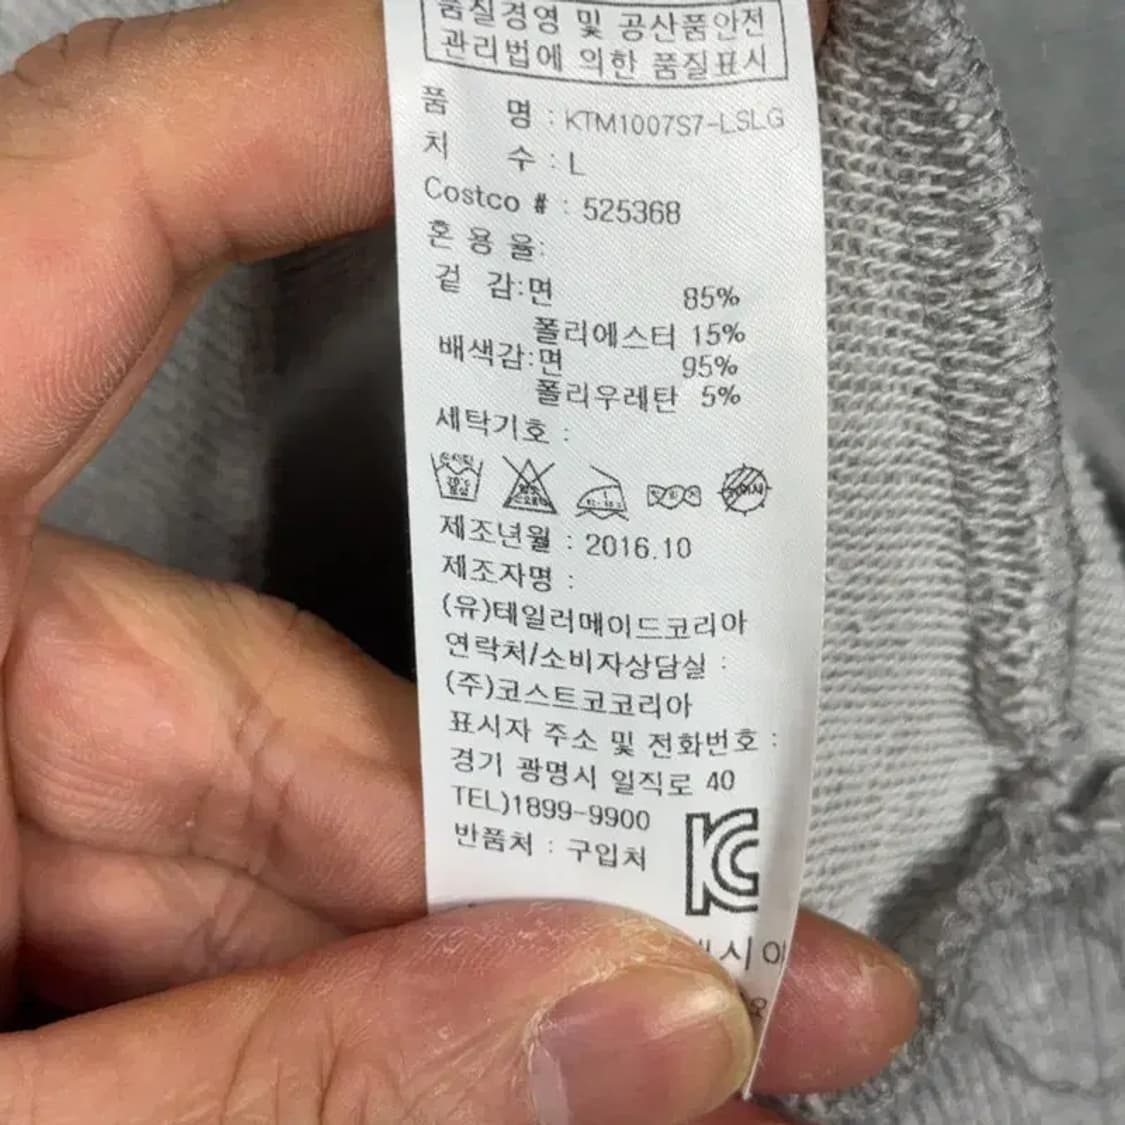 품질경영 및 공산품안전
관리법에 의한 품질표시
품 명 : KTM1007S7-LSLG
치 수 : L
Costco # : 525368
혼 용 율:
겉 감:면 85%
폴리에스터 15%
배색감:면 95%
폴리우레탄 5%
세탁기호 :
제조년월 : 2016.10
제조자명 :
(유)테일러메이드코리아
연락처/소비자상담실 :
(주)코스트코코리아
표시자 주소 및 전화번호 :
경기 광명시 일직로 40
TEL)1899-9900
반품처 : 구입처